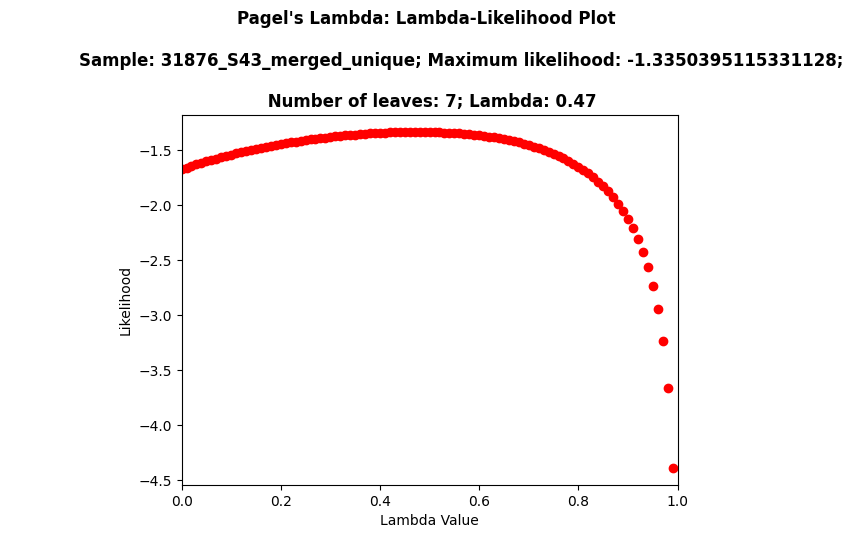 Pagel's Lambda: Lambda-Likelihood Plot
Sample: 31876_S43_merged_unique; Maximum likelihood: -1.3350395115331128;
Number of leaves: 7; Lambda: 0.47
Likelihood
−1.5
−2.0
−2.5
−3.0
−3.5
−4.0
−4.5
0.0 0.2 0.4 0.6 0.8 1.0
Lambda Value